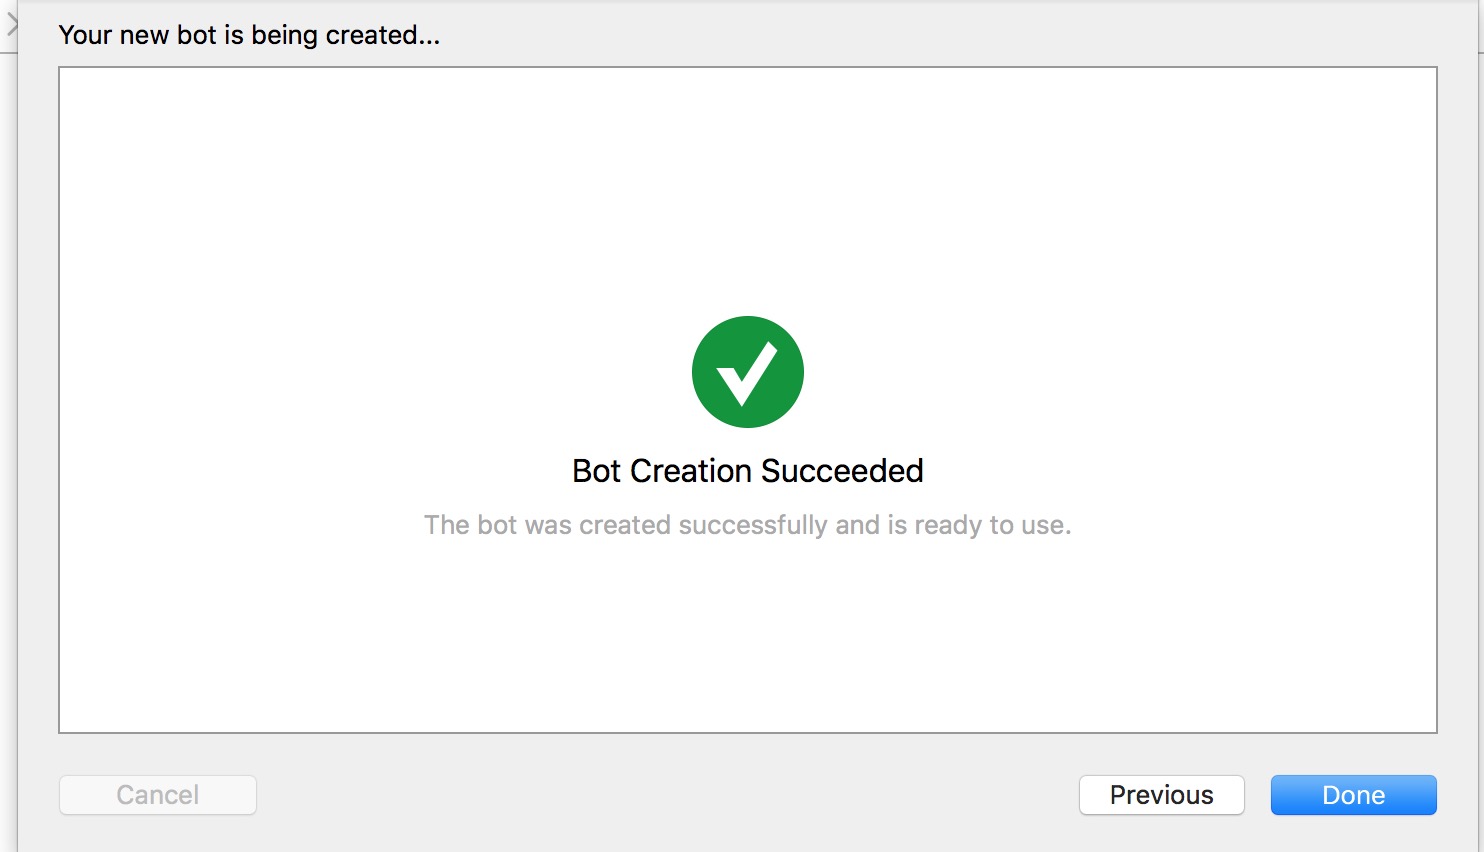 Your new bot is being created...
Bot Creation Succeeded
The bot was created successfully and is ready to use.
Cancel
Previous
Done